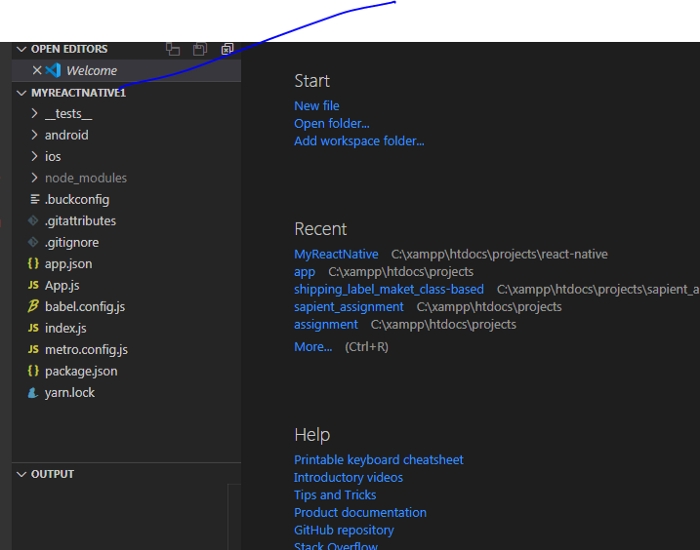 OPEN EDITORS
Welcome
MYREACTNATIVE1
__tests__
android
ios
node_modules
.buckconfig
.gitattributes
.gitignore
app.json
App.js
babel.config.js
index.js
metro.config.js
package.json
yarn.lock
OUTPUT
Start
New file
Open folder...
Add workspace folder...
Recent
MyReactNative C:\xampp\htdocs\projects\react-native
app C:\xampp\htdocs\projects
shipping_label_maket_class-based C:\xampp\htdocs\projects\sapient_a
sapient_assignment C:\xampp\htdocs\projects
assignment C:\xampp\htdocs\projects
More... (Ctrl+R)
Help
Printable keyboard cheatsheet
Introductory videos
Tips and Tricks
Product documentation
GitHub repository
Stack Overflow